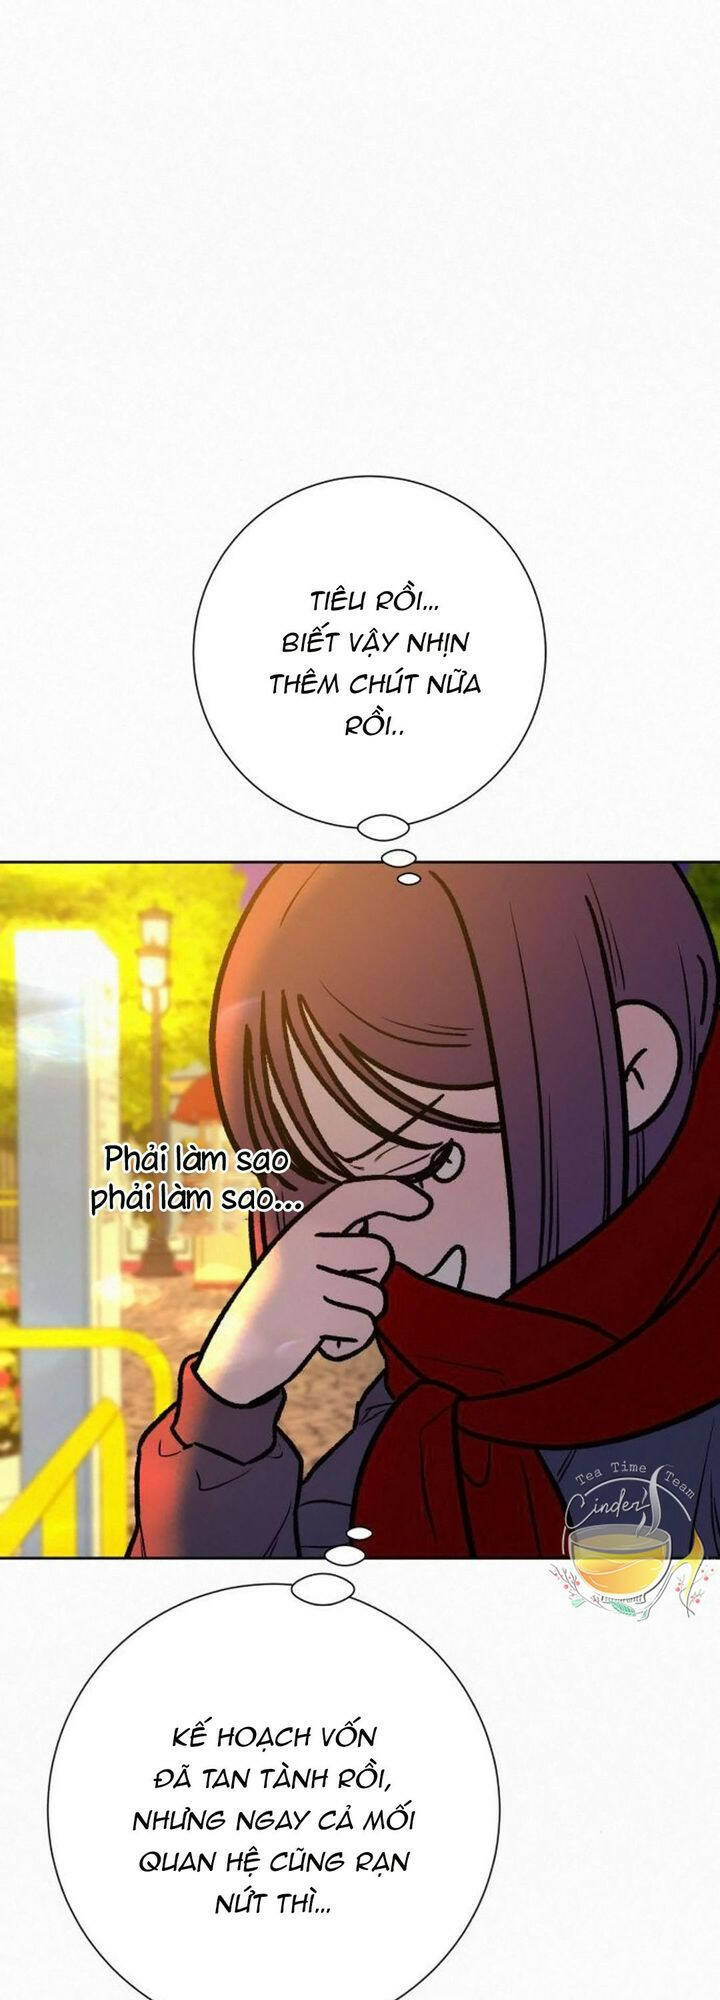 TIÊU RỒI...
BIẾT VẬY NHỊN
THÊM CHÚT NỮA
RỒI..
Phải làm sao
phải làm sao...
Tea Time Team
Cinder
KẾ HOẠCH VỐN
ĐÃ TAN TÀNH RỒI,
NHƯNG NGAY CẢ MỐI
QUAN HỆ CŨNG RẠN
NỨT THÌ...